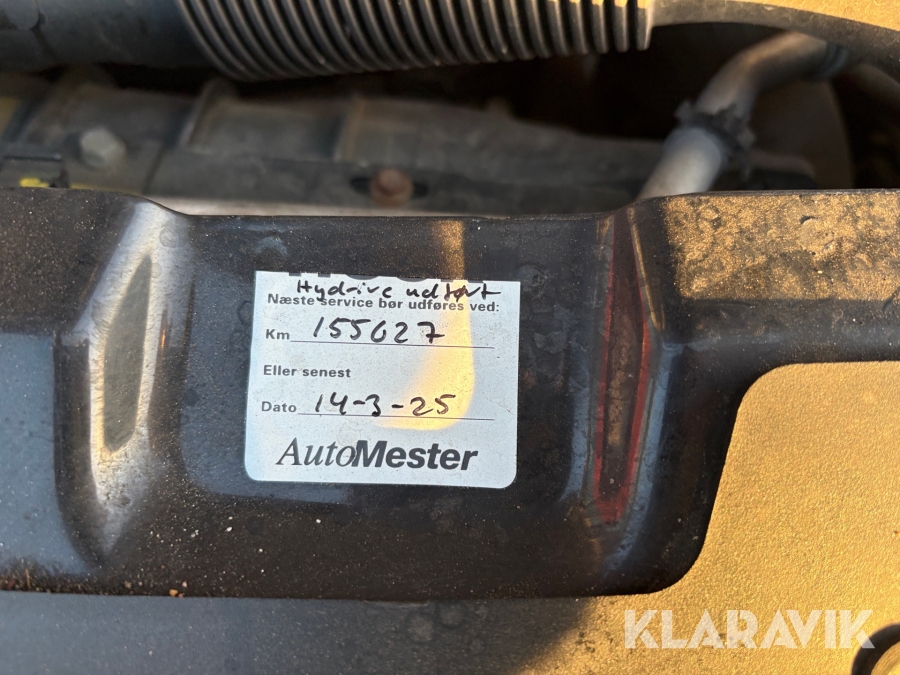 Hydrive udført
Næste service bør udføres ved:
Km 155027
Eller senest
Dato 14-3-25
AutoMester
KLARAVIK